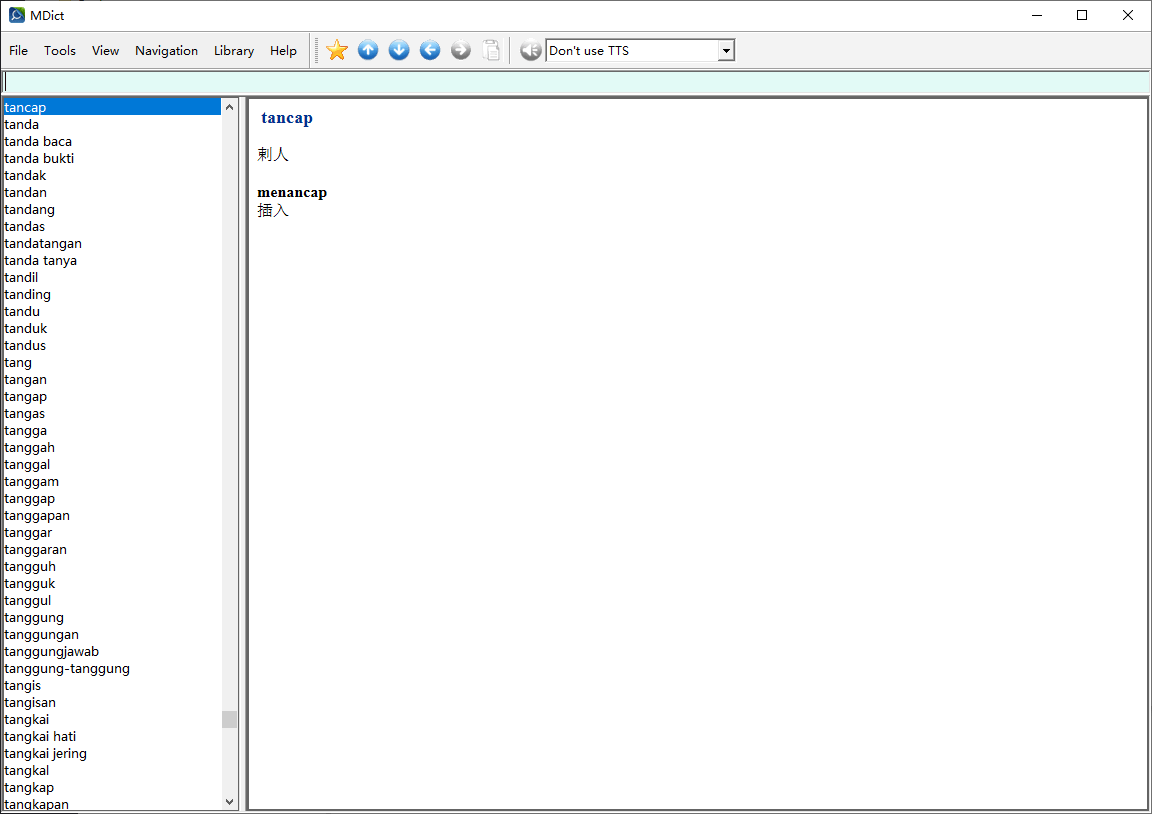 MDict
File Tools View Navigation Library Help Don't use TTS
tancap
tanda
tanda baca
tanda bukti
tandak
tandan
tandang
tandas
tandatangan
tanda tanya
tandil
tanding
tandu
tanduk
tandus
tang
tangan
tangap
tangas
tangga
tanggah
tanggal
tanggam
tanggap
tanggapan
tanggar
tanggaran
tangguh
tangguk
tanggul
tanggung
tanggungan
tanggungjawab
tanggung-tanggung
tangis
tangisan
tangkai
tangkai hati
tangkai jering
tangkal
tangkap
tangkapan
tancap
刺人
menancap
插入